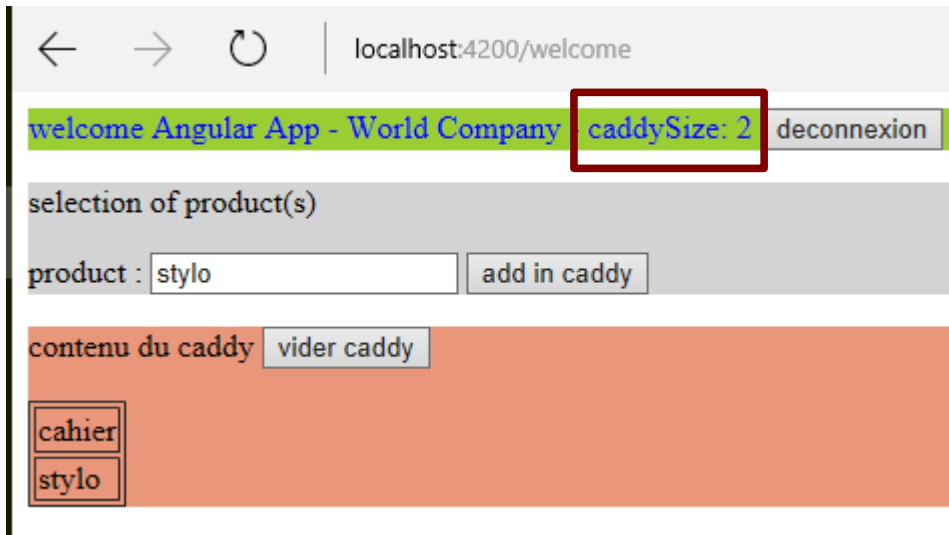 localhost:4200/welcome
welcome Angular App - World Company - caddySize: 2 deconnexion
selection of product(s)
product : stylo add in caddy
contenu du caddy vider caddy
cahier
stylo